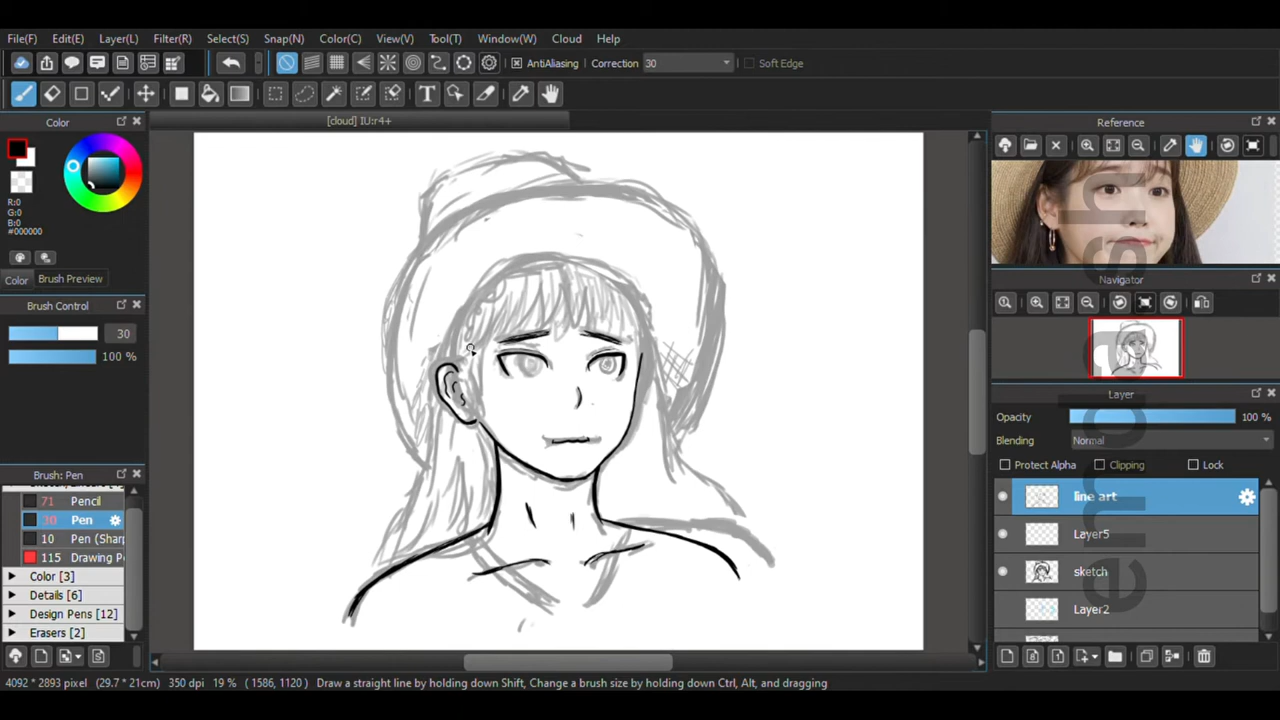 File(F) Edit(E) Layer(L) Filter(R) Select(S) Snap(N) Color(C) View(V) Tool(T) Window(W) Cloud Help
AntiAliasing Correction 30 Soft Edge
T
Color
[cloud] IU:r4+
Reference
R:0
G:0
B:0
#000000
Color Brush Preview
Navigator
Brush Control
30
100 %
Layer
Opacity 100 %
Blending Normal
Protect Alpha Clipping Lock
Brush: Pen
71 Pencil
30 Pen
10 Pen (Shar
115 Drawing P
Color [3]
Details [6]
Design Pens [12]
Erasers [2]
line art
Layer5
sketch
Layer2
4092 * 2893 pixel (29.7 * 21cm) 350 dpi 19 % ( 1586, 1120 ) Draw a straight line by holding down Shift, Change a brush size by holding down Ctrl, Alt, and dragging